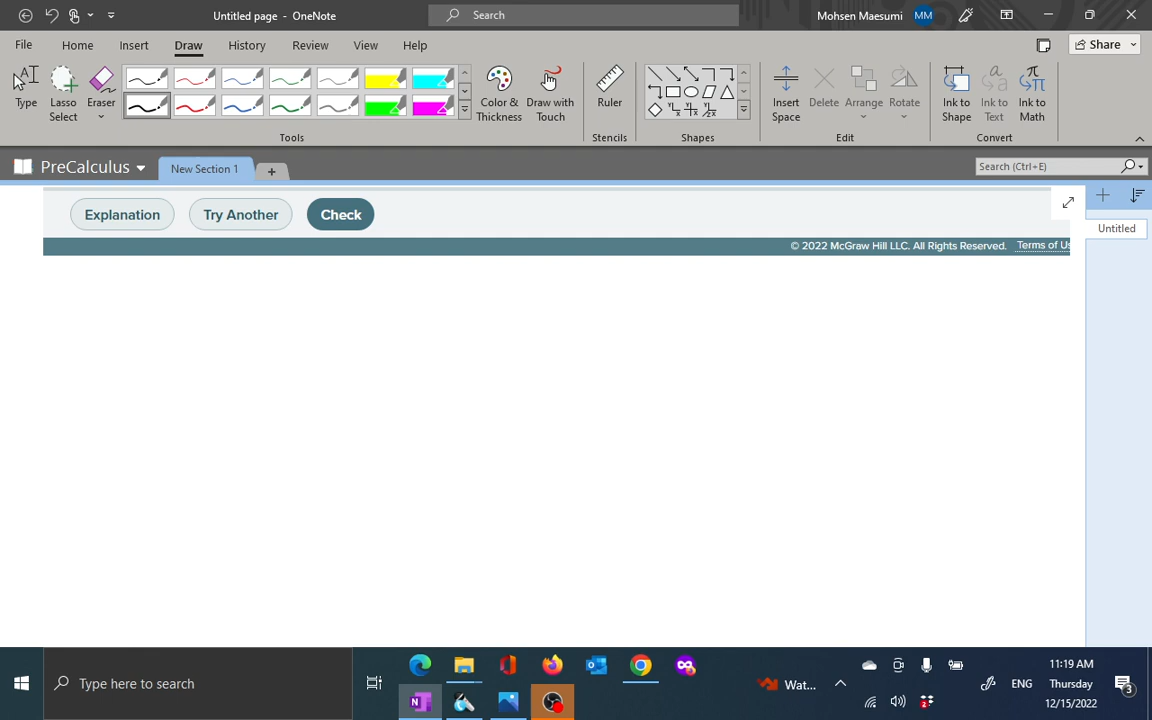 Untitled page - OneNote
Search
Mohsen Maesumi MM
File Home Insert Draw History Review View Help
Share
Type
Lasso Select
Eraser
Color & Thickness
Draw with Touch
Ruler
Insert Space
Delete
Arrange
Rotate
Ink to Shape
Ink to Text
Ink to Math
Tools Stencils Shapes Edit Convert
PreCalculus New Section 1 +
Search (Ctrl+E)
Explanation Try Another Check
Untitled
© 2022 McGraw Hill LLC. All Rights Reserved. Terms of Us
Type here to search
Wat...
ENG
11:19 AM
Thursday
12/15/2022
3